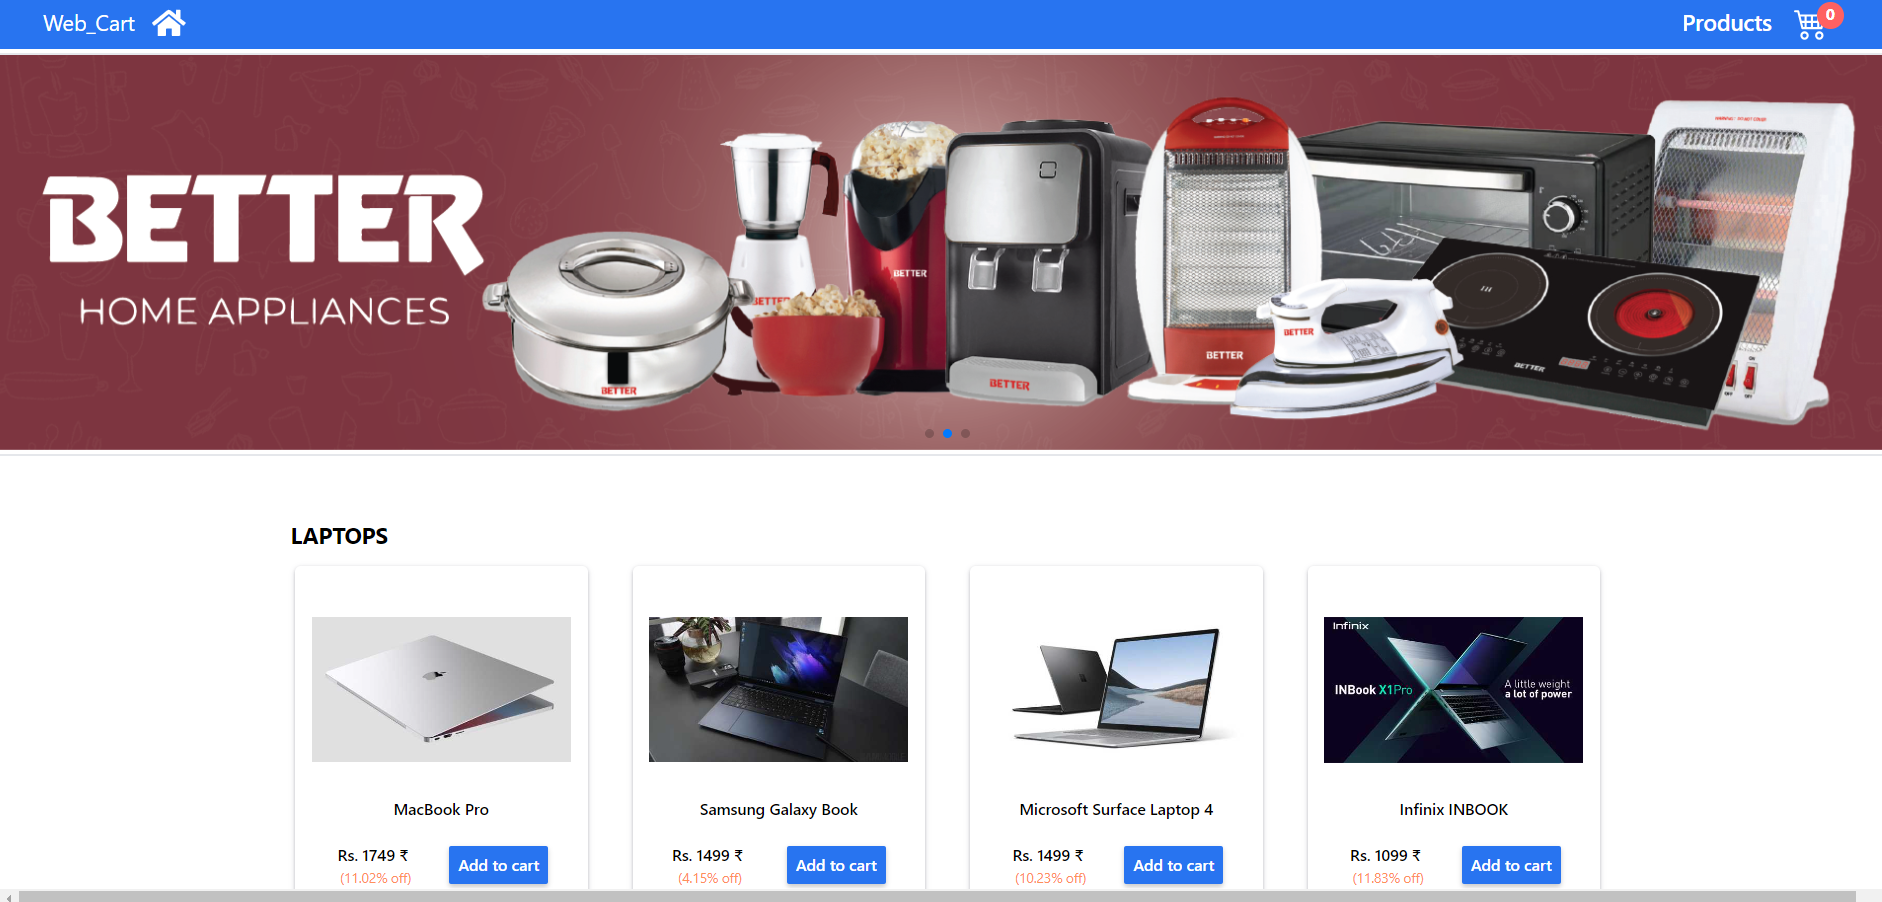 Web_Cart
Products
0
BETTER
HOME APPLIANCES
BETTER
BETTER
BETTER
BETTER
BETTER
BETTER
BETTER
LAPTOPS
Infinix
INBook X1Pro
A little weight
a lot of power
MacBook Pro
Samsung Galaxy Book
Microsoft Surface Laptop 4
Infinix INBOOK
Rs. 1749 ₹
(11.02% off)
Add to cart
Rs. 1499 ₹
(4.15% off)
Add to cart
Rs. 1499 ₹
(10.23% off)
Add to cart
Rs. 1099 ₹
(11.83% off)
Add to cart